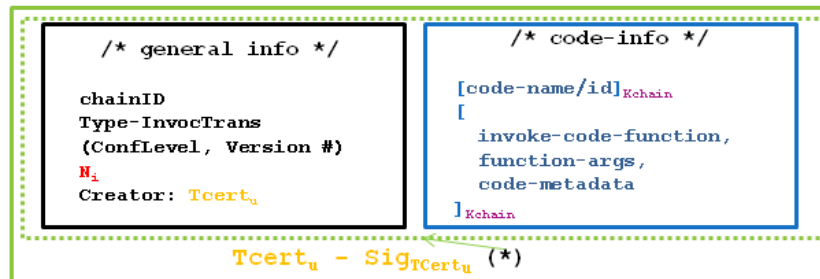 /* general info */
chainID
Type-InvocTrans
(ConfLevel, Version #)
Ni
Creator: Tcertu
/* code-info */
[code-name/id]Kchain
[
invoke-code-function,
function-args,
code-metadata
]Kchain
Tcertu - SigTCertu (*)